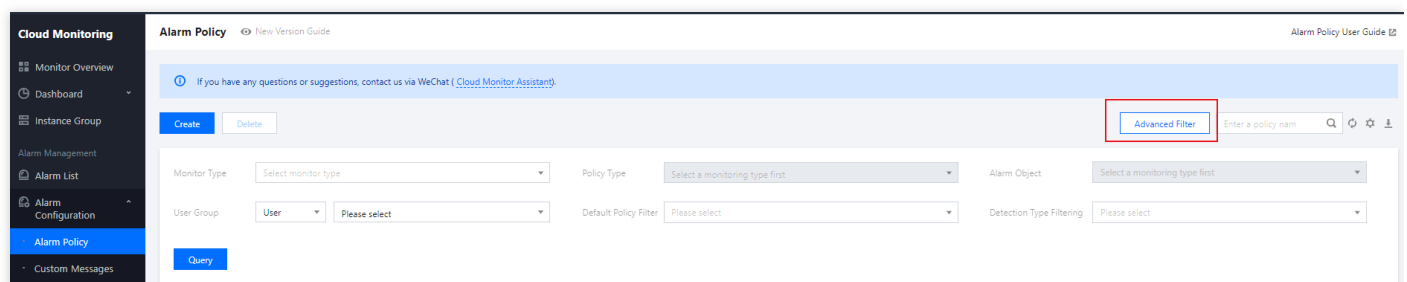 Cloud Monitoring
Alarm Policy
New Version Guide
Alarm Policy User Guide
Monitor Overview
Dashboard
Instance Group
Alarm Management
Alarm List
Alarm
Configuration
Alarm Policy
Custom Messages
If you have any questions or suggestions, contact us via WeChat ( Cloud Monitor Assistant).
Create
Delete
Advanced Filter
Enter a policy nam
Monitor Type
Select monitor type
Policy Type
Select a monitoring type first
Alarm Object
Select a monitoring type first
User Group
User
Please select
Default Policy Filter
Please select
Detection Type Filtering
Please select
Query